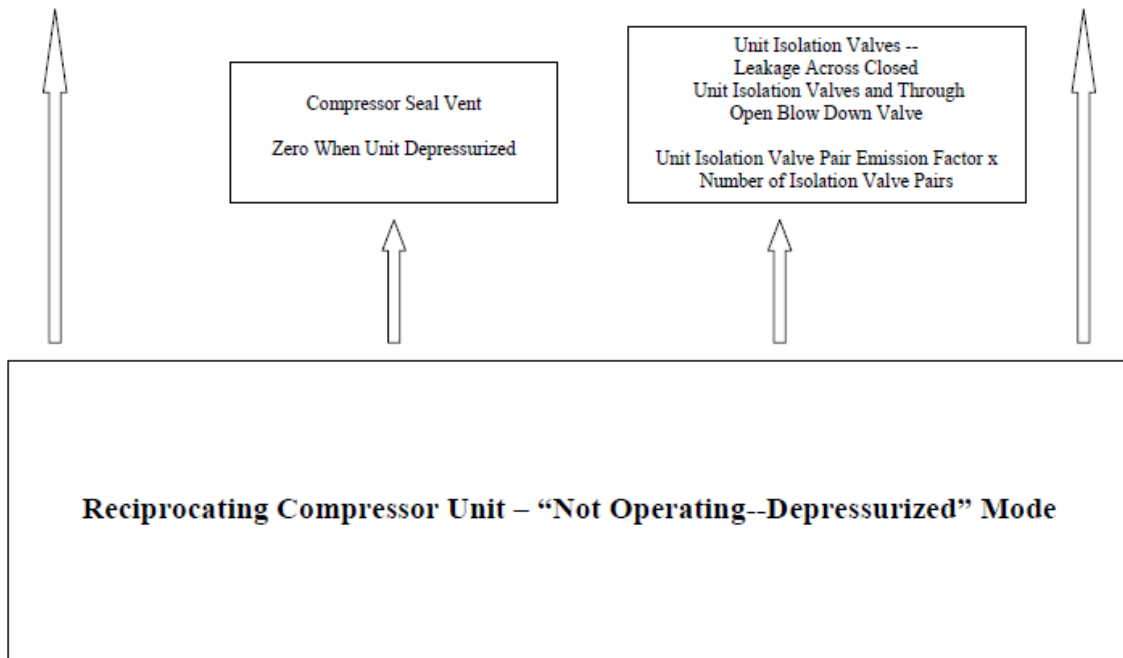 Compressor Seal Vent
Zero When Unit Depressurized
Unit Isolation Valves --
Leakage Across Closed
Unit Isolation Valves and Through
Open Blow Down Valve
Unit Isolation Valve Pair Emission Factor x
Number of Isolation Valve Pairs
Reciprocating Compressor Unit – “Not Operating--Depressurized” Mode